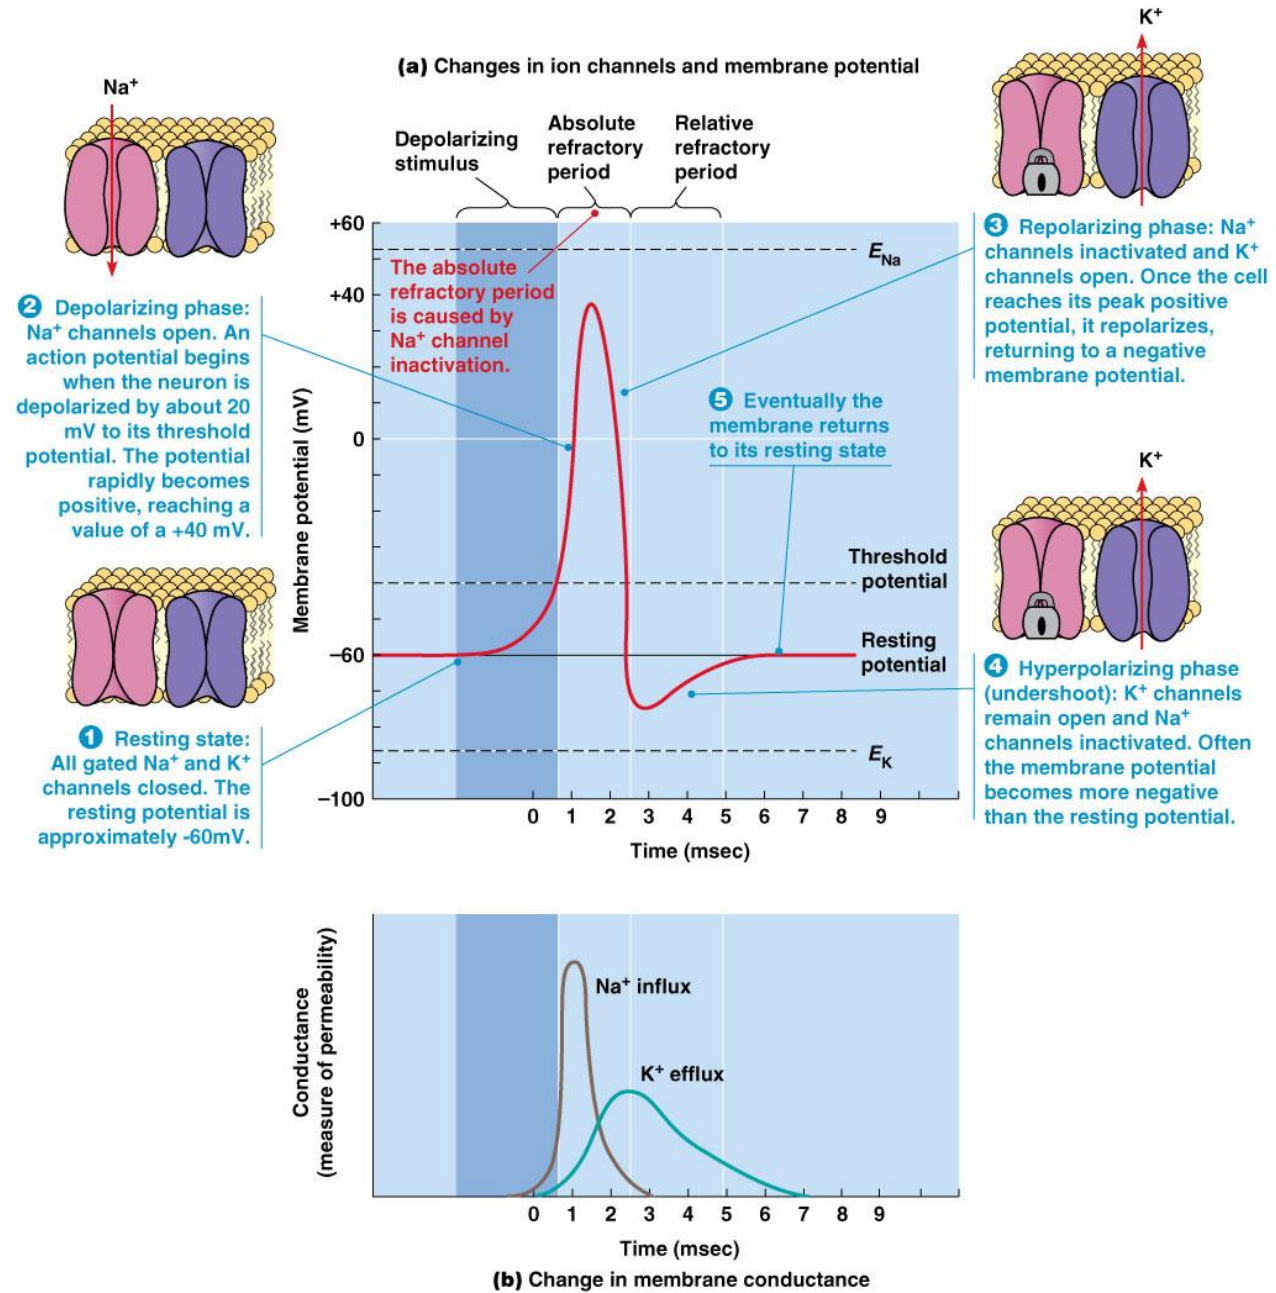 (a) Changes in ion channels and membrane potential
Na+
K+
Depolarizing
stimulus
Absolute
refractory
period
Relative
refractory
period
+60
+40
0
−60
−100
Membrane potential (mV)
ENa
The absolute
refractory period
is caused by
Na+ channel
inactivation.
2 Depolarizing phase:
Na+ channels open. An
action potential begins
when the neuron is
depolarized by about 20
mV to its threshold
potential. The potential
rapidly becomes
positive, reaching a
value of a +40 mV.
3 Repolarizing phase: Na+
channels inactivated and K+
channels open. Once the cell
reaches its peak positive
potential, it repolarizes,
returning to a negative
membrane potential.
5 Eventually the
membrane returns
to its resting state
K+
Threshold
potential
Resting
potential
1 Resting state:
All gated Na+ and K+
channels closed. The
resting potential is
approximately -60mV.
4 Hyperpolarizing phase
(undershoot): K+ channels
remain open and Na+
channels inactivated. Often
the membrane potential
becomes more negative
than the resting potential.
EK
0 1 2 3 4 5 6 7 8 9
Time (msec)
Conductance
(measure of permeability)
Na+ influx
K+ efflux
0 1 2 3 4 5 6 7 8 9
Time (msec)
(b) Change in membrane conductance